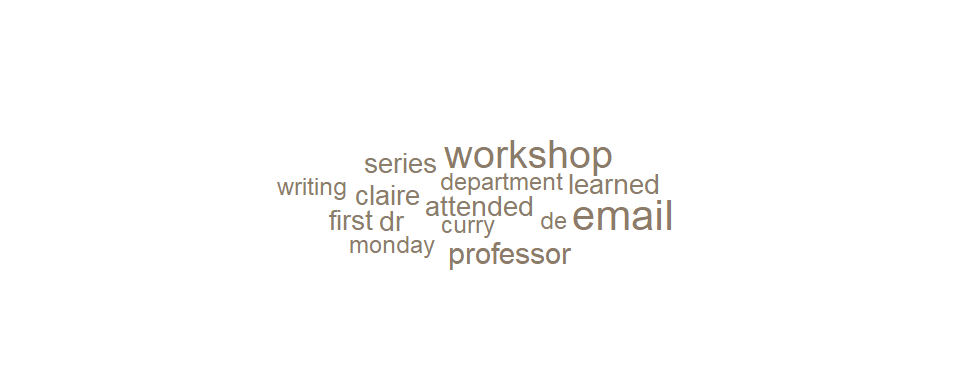 workshop
series
department learned
writing claire
attended
first dr curry de email
monday professor